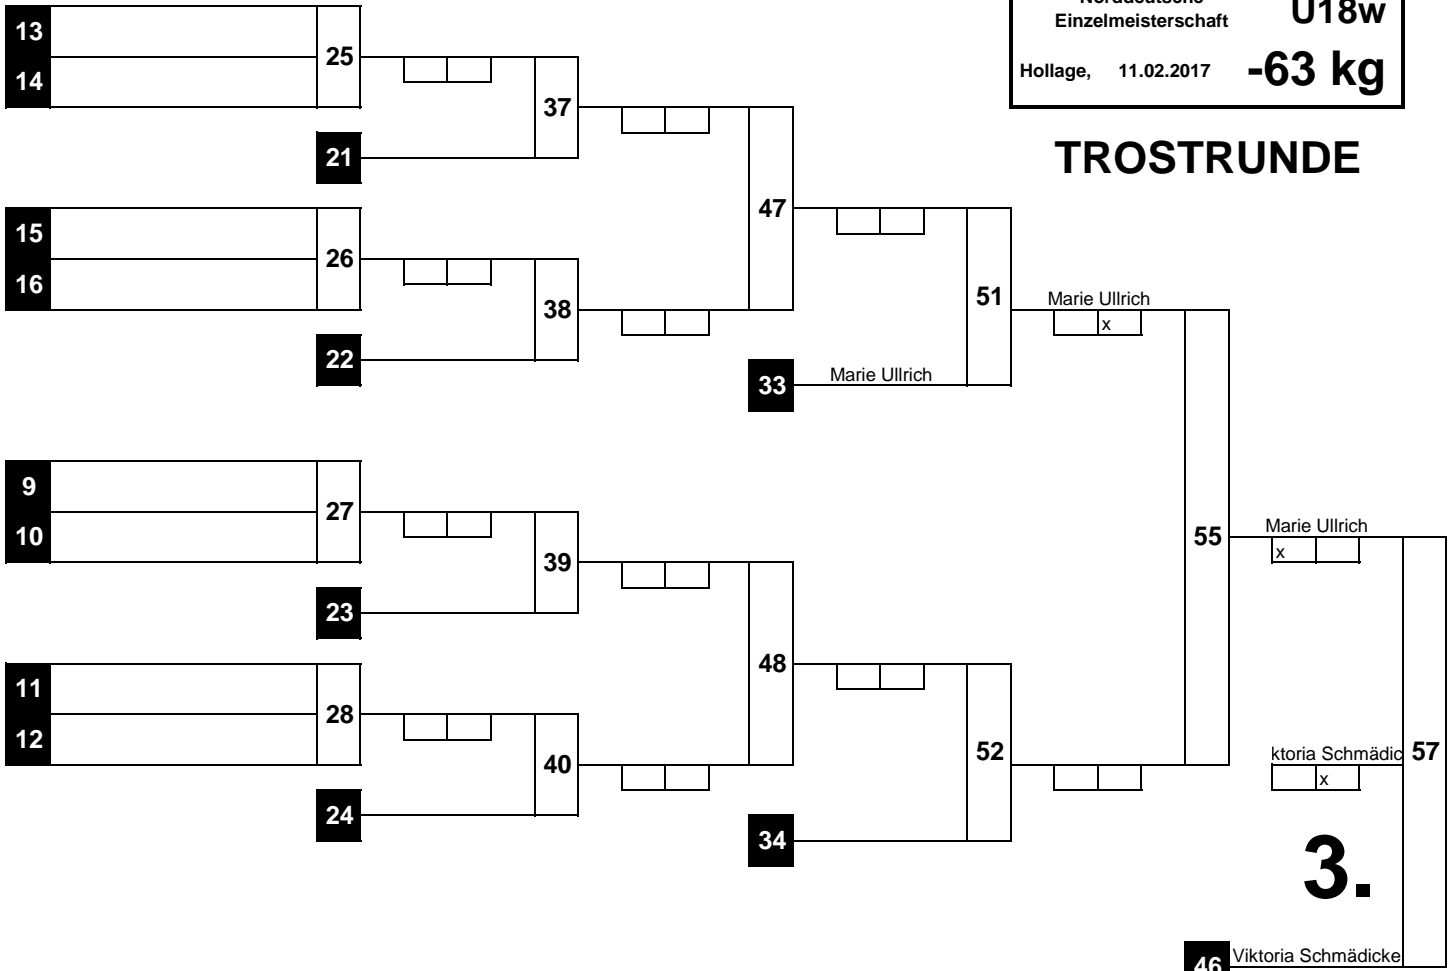 Norddeutsche
Einzelmeisterschaft U18w
Hollage, 11.02.2017 -63 kg
TROSTRUNDE
13
25
14
37
21
47
15
26
16
38
51
Marie Ullrich
x
22
33
Marie Ullrich
9
27
10
Marie Ullrich
55
x
39
23
48
11
28
12
40
52
ktoria Schmädic
57
x
24
34
3.
46
Viktoria Schmädicke